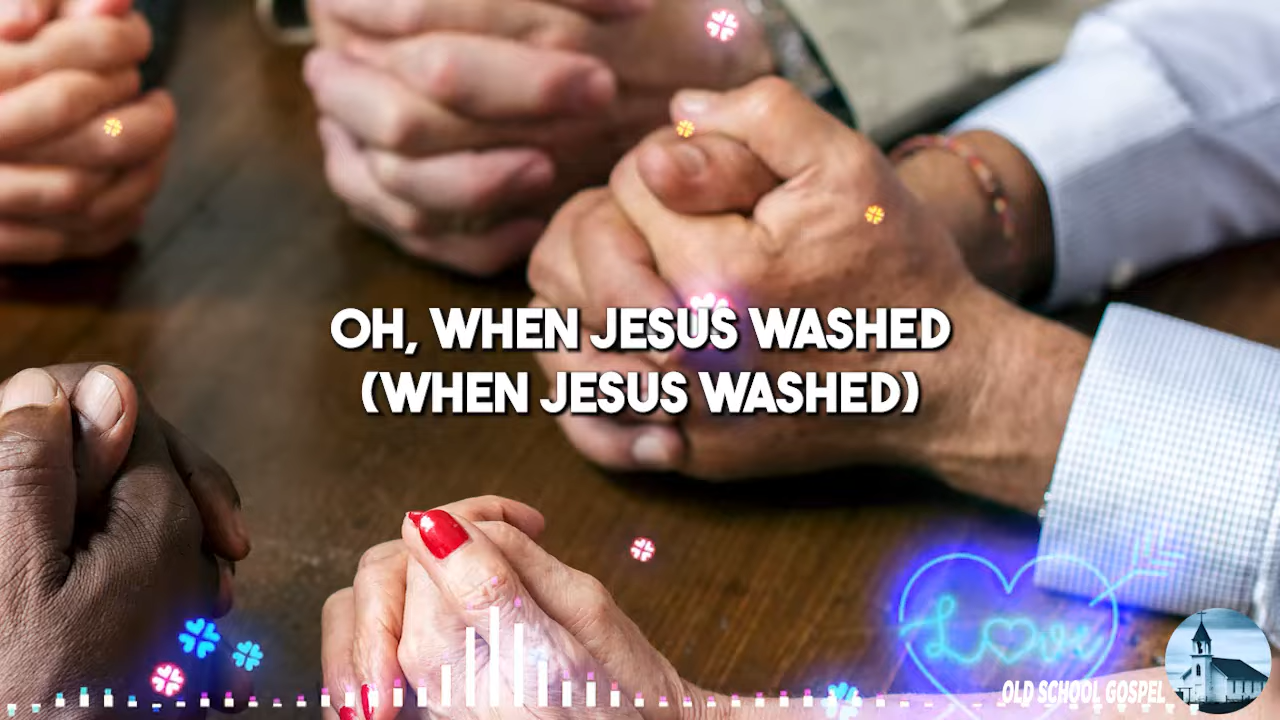 OH, WHEN JESUS WASHED
(WHEN JESUS WASHED)
Love
OLD SCHOOL GOSPEL